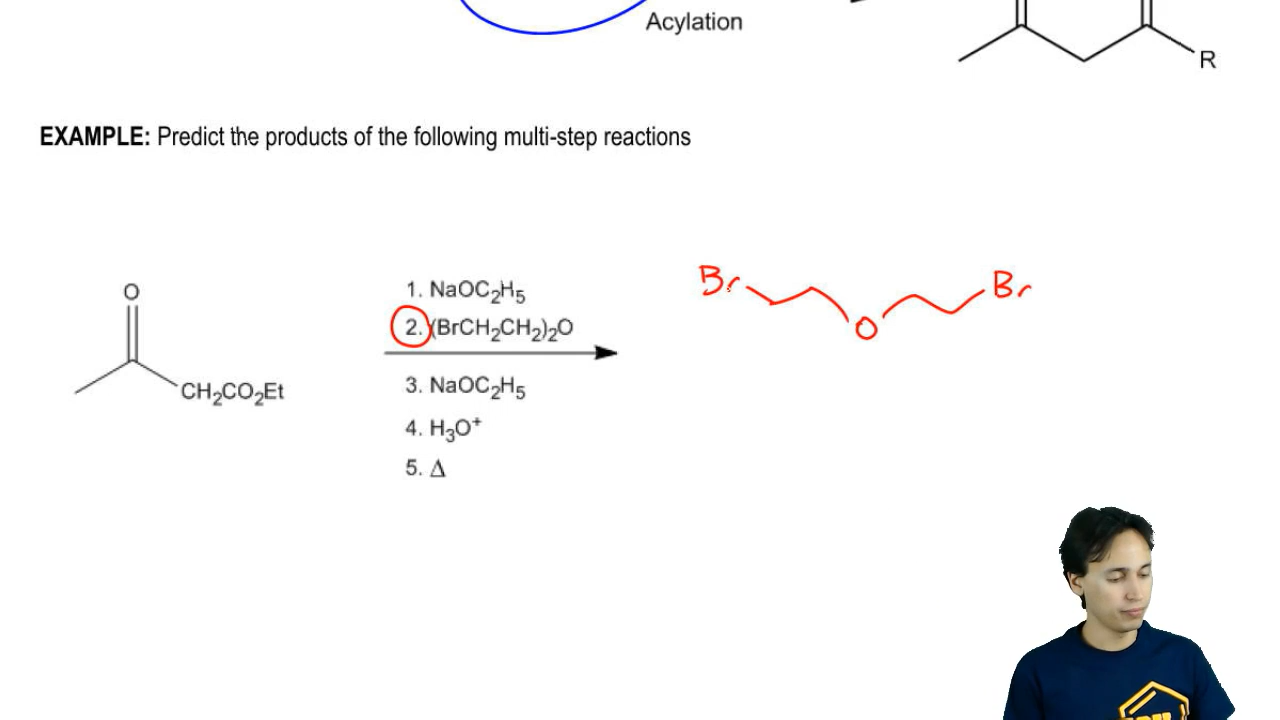 Acylation
R
EXAMPLE: Predict the products of the following multi-step reactions
O
CH₂CO₂Et
1. NaOC₂H₅
2. (BrCH₂CH₂)₂O
3. NaOC₂H₅
4. H₃O⁺
5. Δ
Br
O
Br